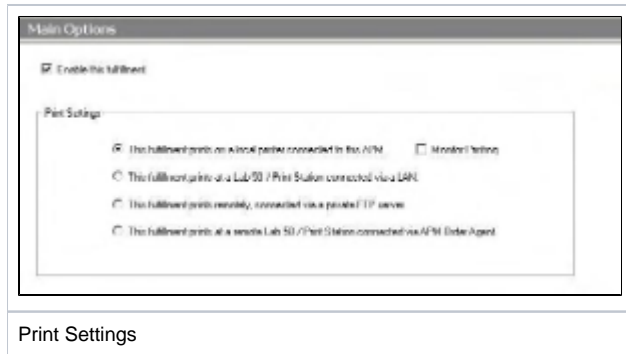 Main Options
Enable this fulfillment
Print Settings
This fulfillment prints on a local printer connected to this APM. Monitor Printing
This fulfillment prints at a Lab 50 / Print Station connected via a LAN.
This fulfillment prints remotely, connected via a private FTP server.
This fulfillment prints at a remote Lab 50 / Print Station connected via APM Order Agent.
Print Settings